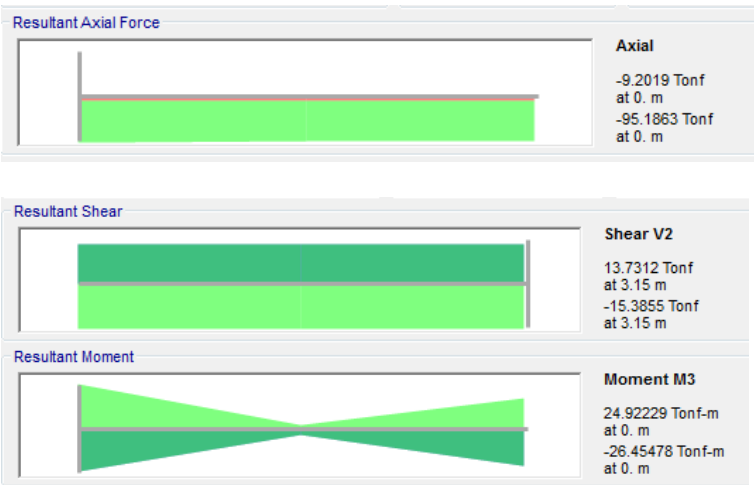 Resultant Axial Force
Axial
-9.2019 Tonf
at 0. m
-95.1863 Tonf
at 0. m
Resultant Shear
Shear V2
13.7312 Tonf
at 3.15 m
-15.3855 Tonf
at 3.15 m
Resultant Moment
Moment M3
24.92229 Tonf-m
at 0. m
-26.45478 Tonf-m
at 0. m